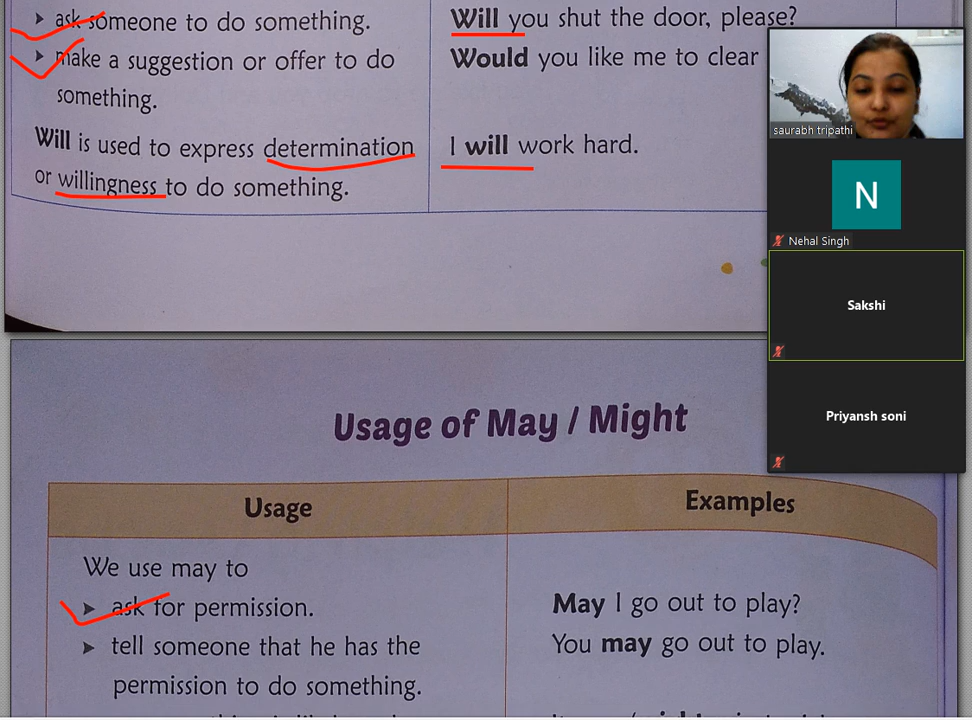 ask someone to do something.
Will you shut the door, please?
make a suggestion or offer to do
something.
Would you like me to clear
Will is used to express determination
or willingness to do something.
I will work hard.
saurabh tripathi
N
Nehal Singh
Sakshi
Priyansh soni
Usage of May / Might
Usage
Examples
We use may to
ask for permission.
May I go out to play?
tell someone that he has the
permission to do something.
You may go out to play.